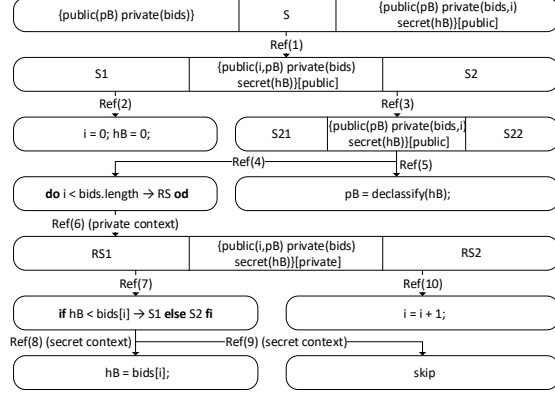 {public(pB) private(bids)}
S
{public(pB) private(bids,i)
secret(hB)}[public]
Ref(1)
S1
{public(i,pB) private(bids)
secret(hB)}[public]
S2
Ref(2)
Ref(3)
i = 0; hB = 0;
S21
{public(pB) private(bids,i)
secret(hB)}[public]
S22
Ref(4)
Ref(5)
do i < bids.length → RS od
pB = declassify(hB);
Ref(6) (private context)
RS1
{public(i,pB) private(bids)
secret(hB)}[private]
RS2
Ref(7)
Ref(10)
if hB < bids[i] → S1 else S2 fi
i = i + 1;
Ref(8) (secret context)
Ref(9) (secret context)
hB = bids[i];
skip